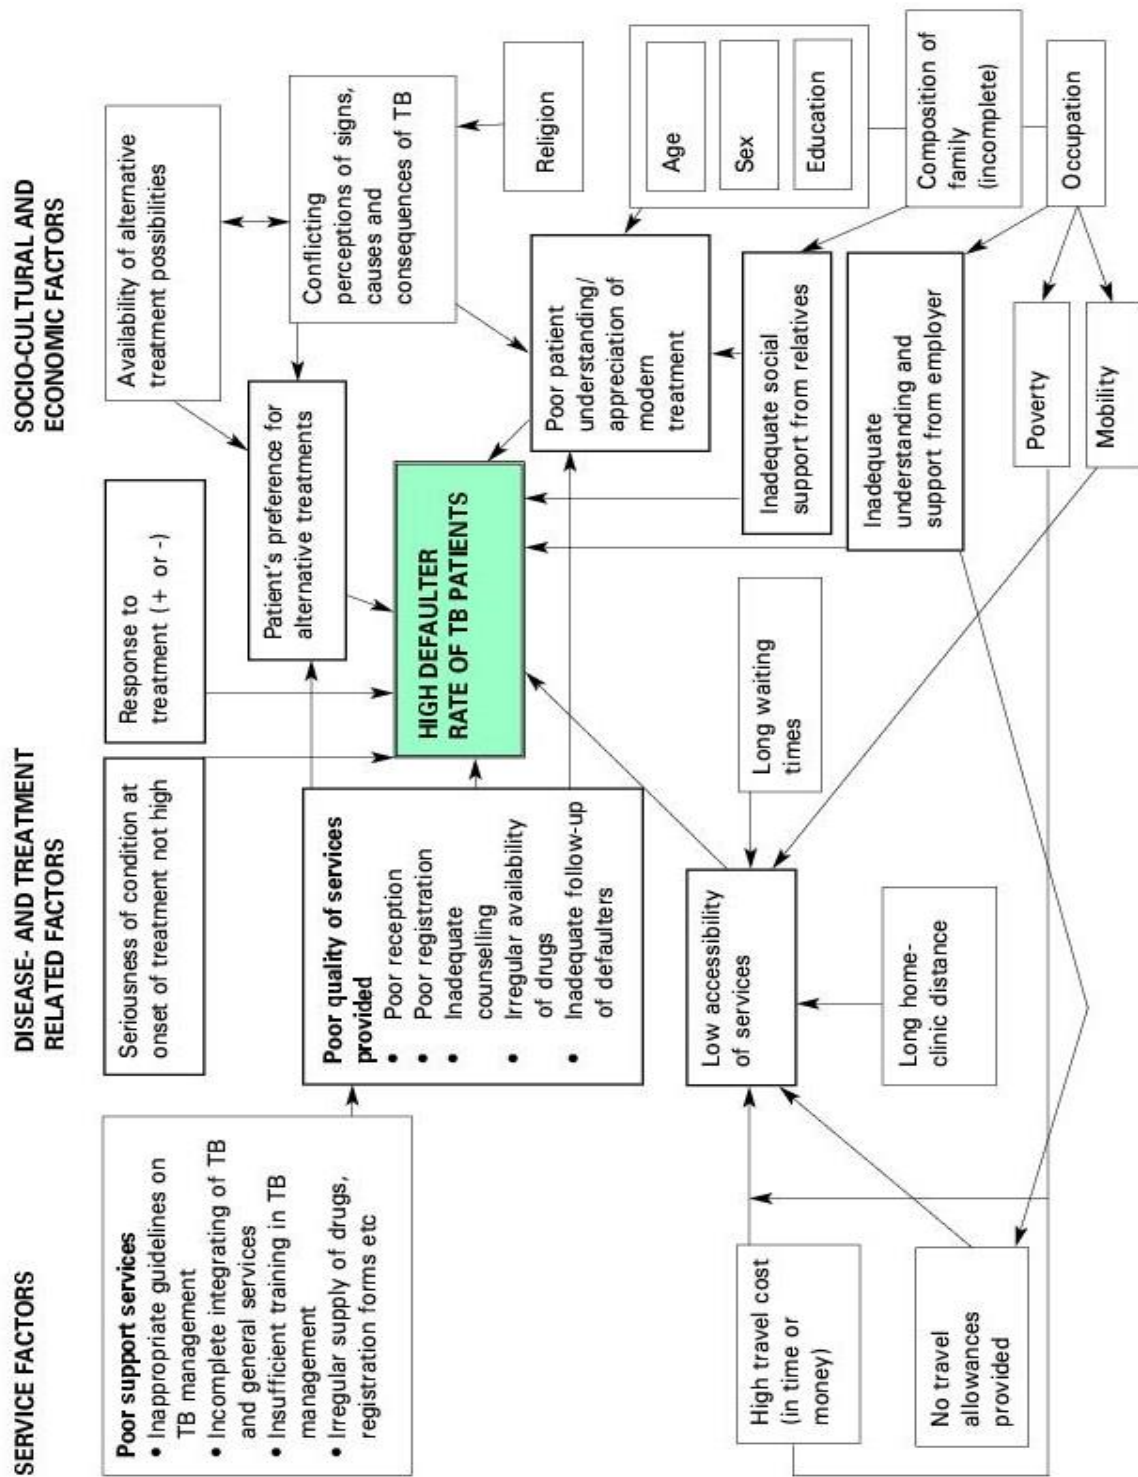 SERVICE FACTORS
DISEASE- AND TREATMENT
RELATED FACTORS
SOCIO-CULTURAL AND
ECONOMIC FACTORS
Poor support services
• Inappropriate guidelines on
TB management
• Incomplete integrating of TB
and general services
• Insufficient training in TB
management
• Irregular supply of drugs,
registration forms etc
Seriousness of condition at
onset of treatment not high
Response to
treatment (+ or -)
Availability of alternative
treatment possibilities
Patient's preference for
alternative treatments
Conflicting
perceptions of signs,
causes and
consequences of TB
Religion
Poor quality of services
provided
• Poor reception
• Poor registration
• Inadequate
counselling
• Irregular availability
of drugs
• Inadequate follow-up
of defaulters
HIGH DEFAULTER
RATE OF TB PATIENTS
Poor patient
understanding/
appreciation of
modern
treatment
Age
Sex
Education
Low accessibility
of services
Long waiting
times
Inadequate social
support from relatives
Composition of
family
(incomplete)
Inadequate
understanding and
support from employer
Occupation
High travel cost
(in time or
money)
Long home-
clinic distance
No travel
allowances
provided
Poverty
Mobility